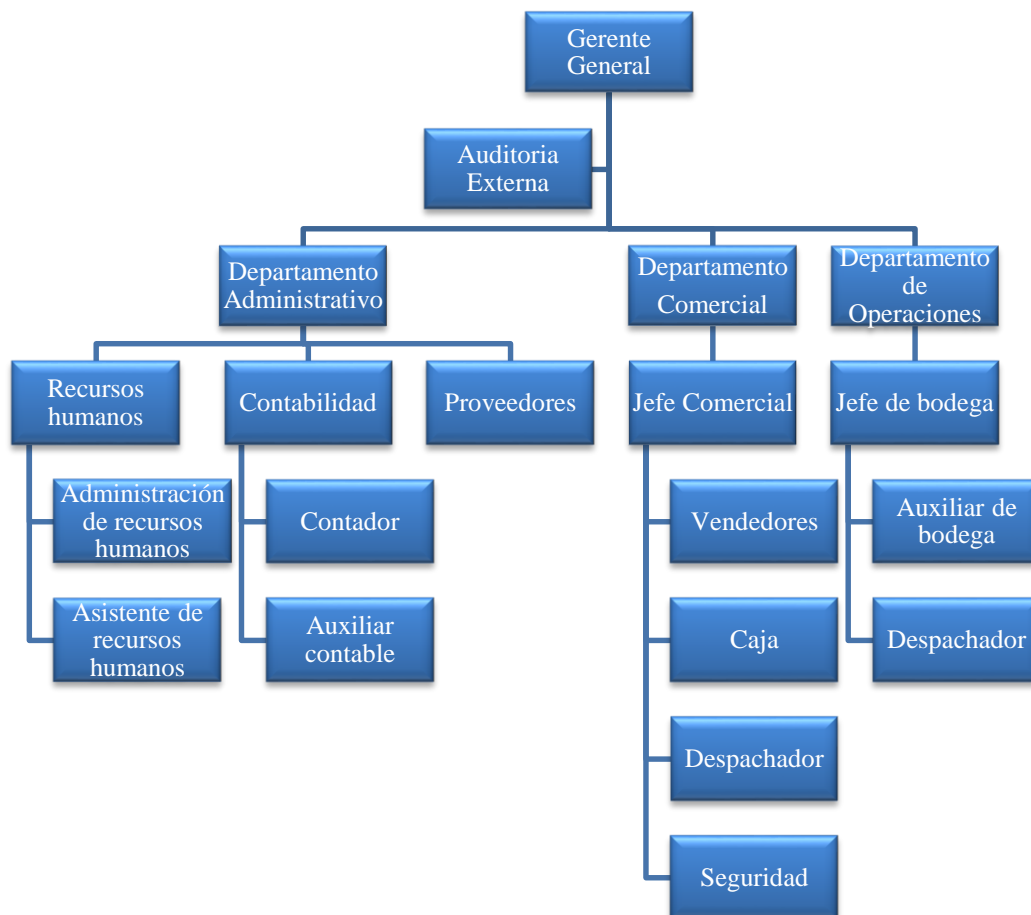 Gerente
General
Auditoria
Externa
Departamento
Administrativo
Departamento
Comercial
Departamento
de
Operaciones
Recursos
humanos
Contabilidad
Proveedores
Jefe Comercial
Jefe de bodega
Administración
de recursos
humanos
Contador
Vendedores
Auxiliar de
bodega
Asistente de
recursos
humanos
Auxiliar
contable
Caja
Despachador
Despachador
Seguridad